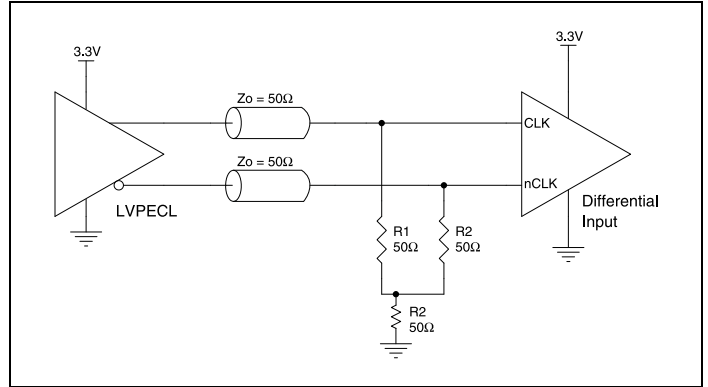 3.3V
3.3V
Zo = 50Ω
CLK
Zo = 50Ω
nCLK
LVPECL
Differential
Input
R1
50Ω
R2
50Ω
R2
50Ω